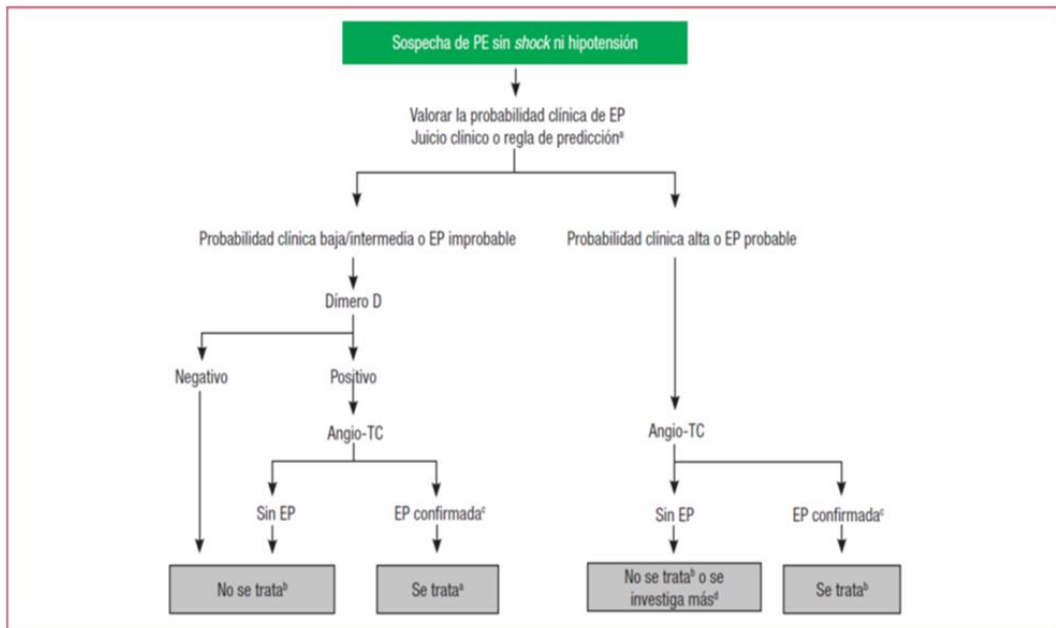 Sospecha de PE sin shock ni hipotensión
Valorar la probabilidad clínica de EP
Juicio clínico o regla de predicciónᵃ
Probabilidad clínica baja/intermedia o EP improbable
Probabilidad clínica alta o EP probable
Dímero D
Negativo
Positivo
Angio-TC
Angio-TC
Sin EP
EP confirmadaᶜ
Sin EP
EP confirmadaᶜ
No se trataᵇ
Se trataᵃ
No se trataᵇ o se
investiga másᵈ
Se trataᵇ